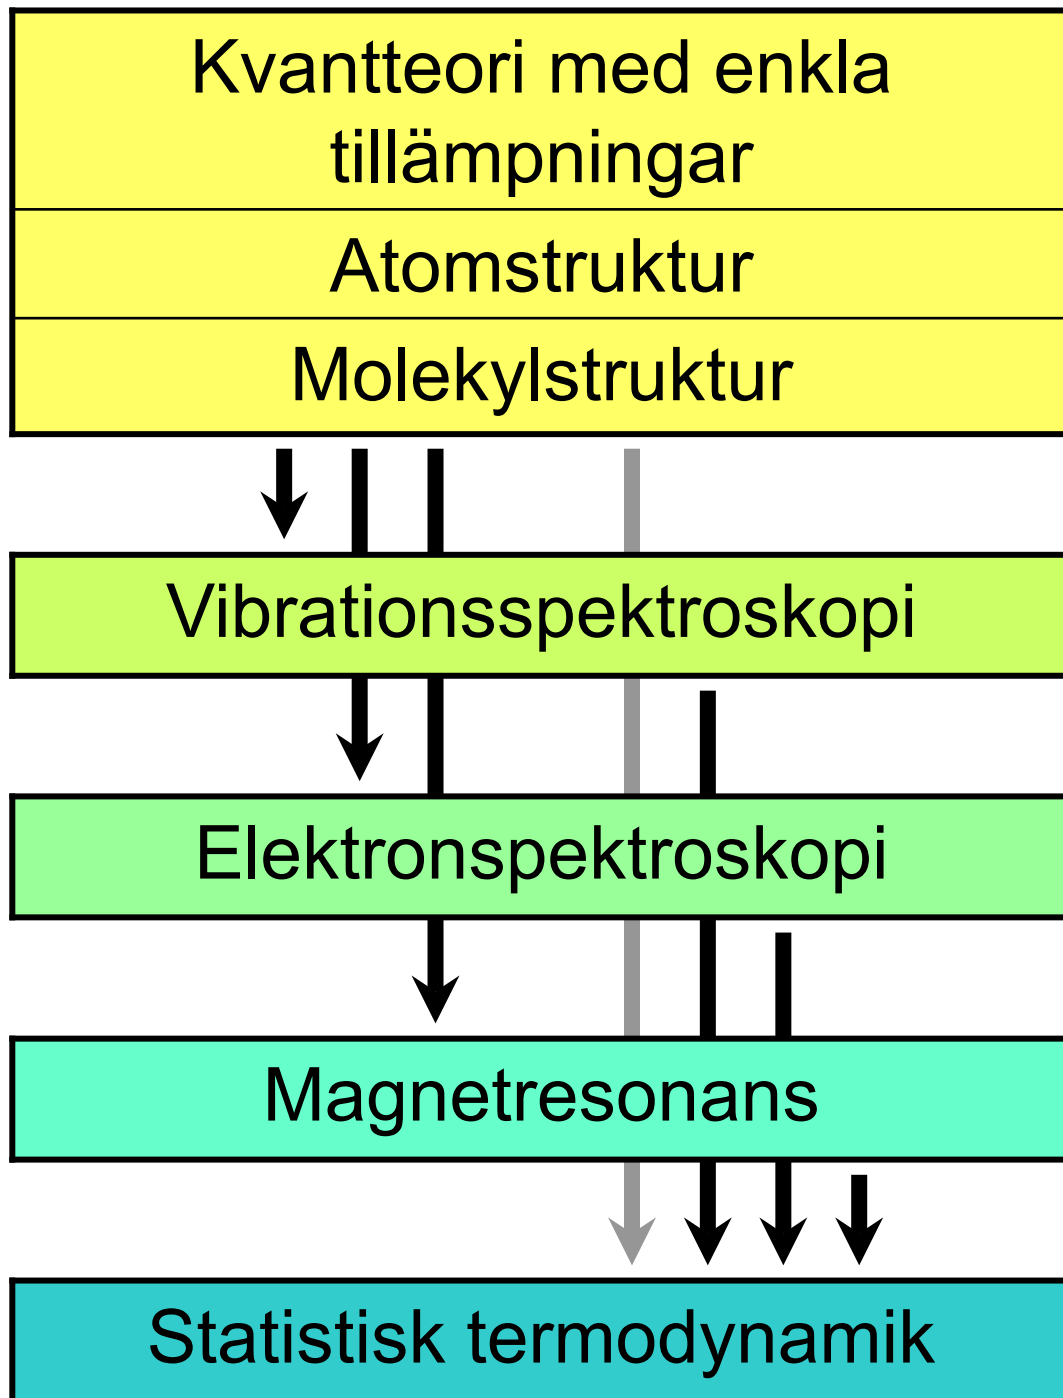 Kvantteori med enkla
tillämpningar
Atomstruktur
Molekylstruktur
Vibrationsspektroskopi
Elektronspektroskopi
Magnetresonans
Statistisk termodynamik